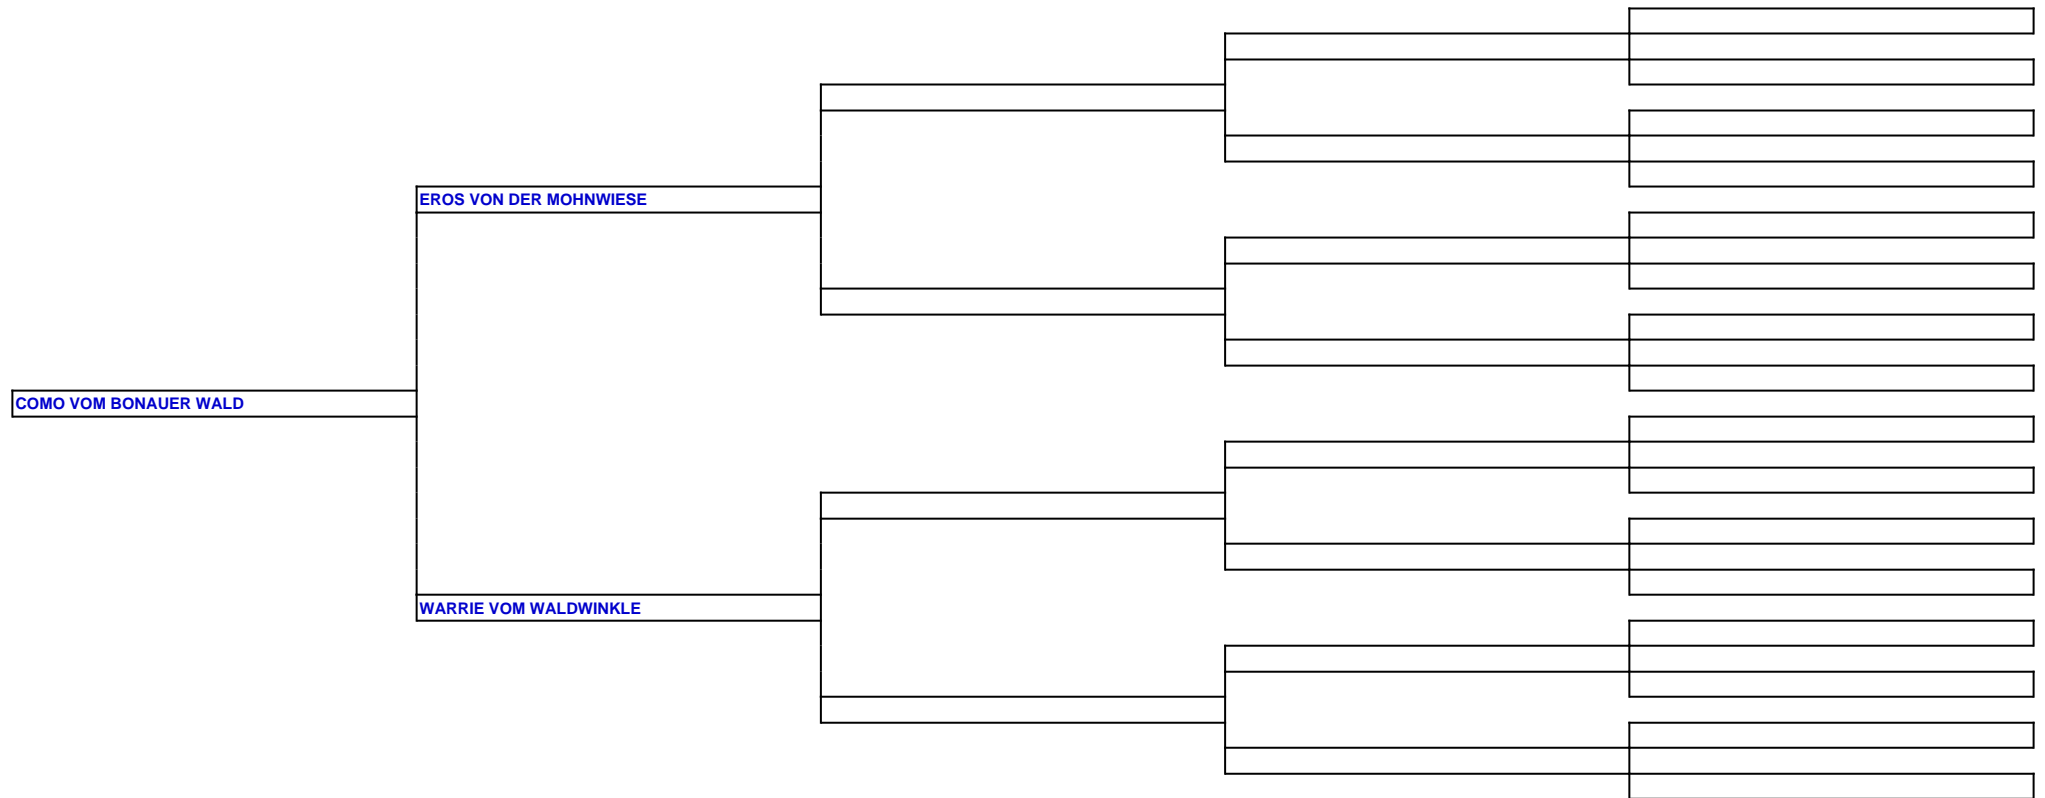 EROS VON DER MOHNWIESE
COMO VOM BONAUER WALD
WARRIE VOM WALDWINKLE